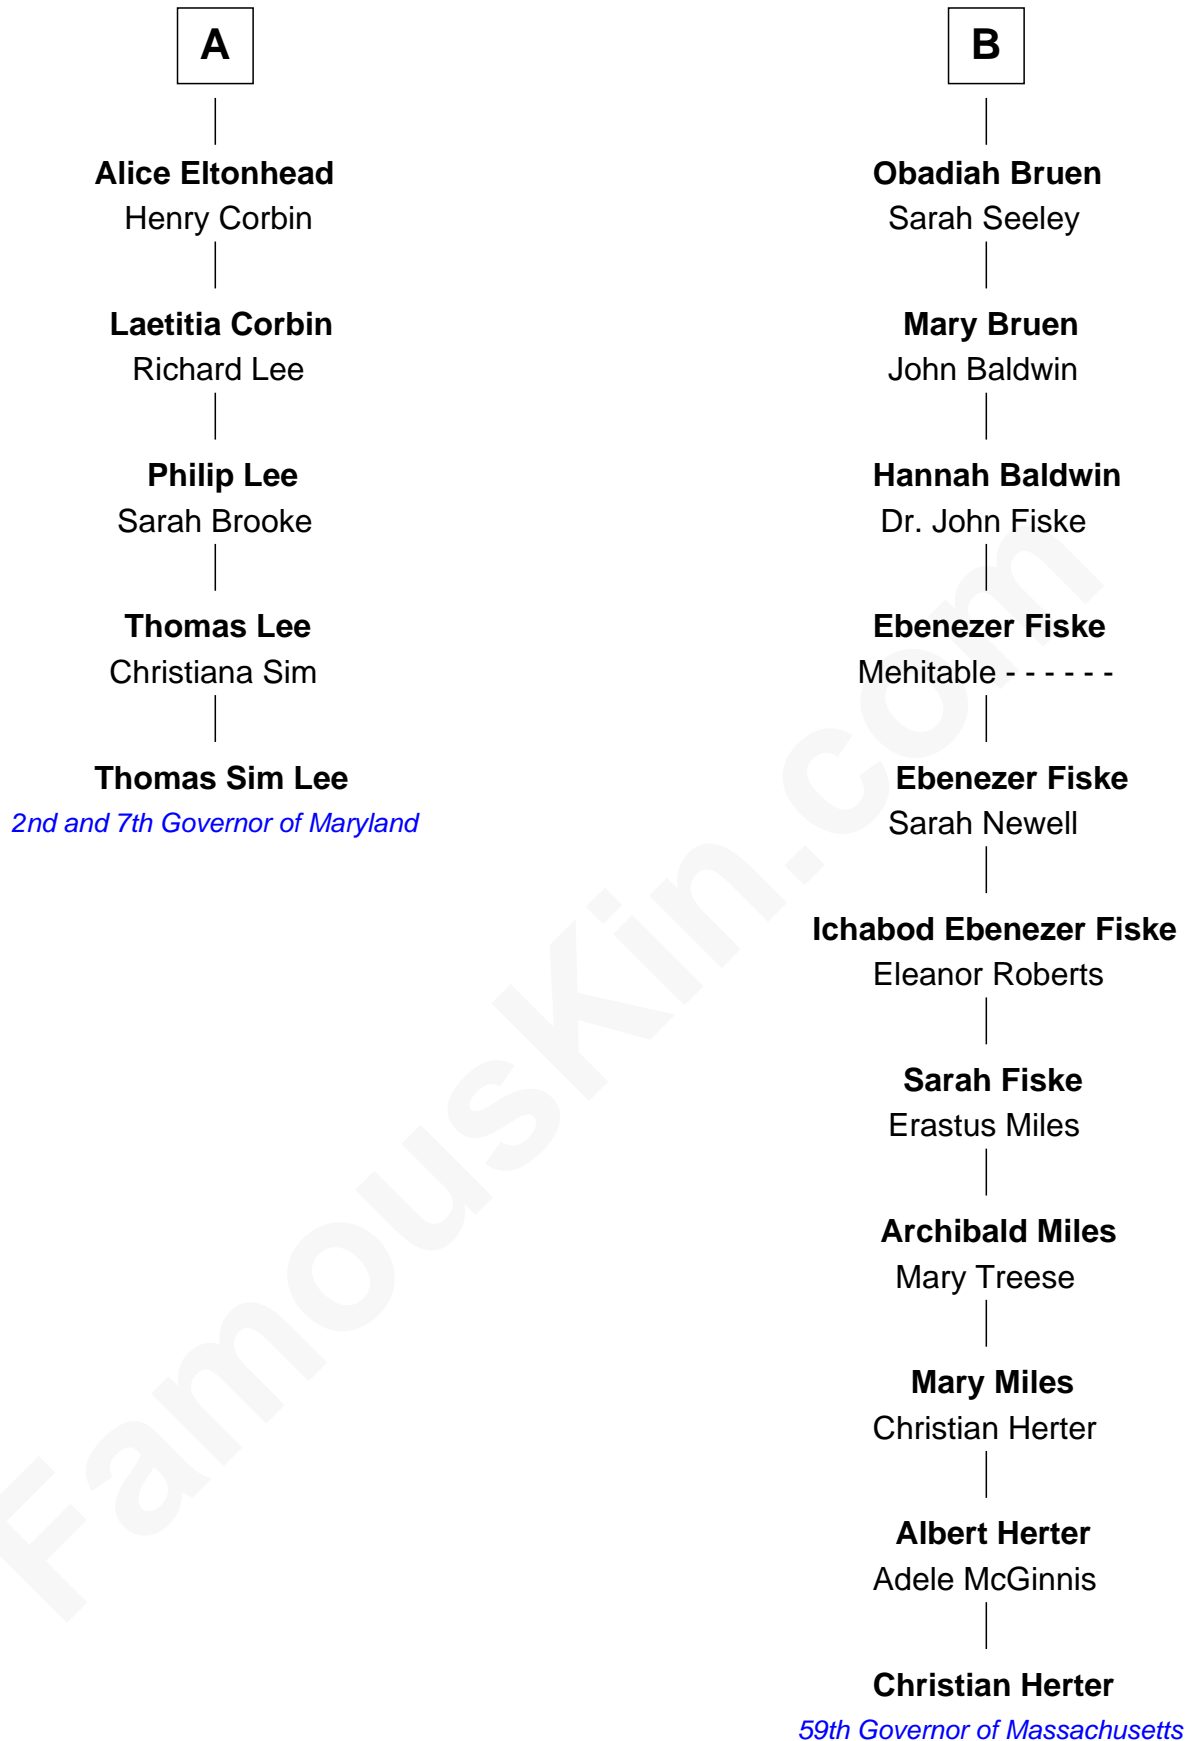 A
Alice Eltonhead
Henry Corbin
Laetitia Corbin
Richard Lee
Philip Lee
Sarah Brooke
Thomas Lee
Christiana Sim
Thomas Sim Lee
2nd and 7th Governor of Maryland
B
Obadiah Bruen
Sarah Seeley
Mary Bruen
John Baldwin
Hannah Baldwin
Dr. John Fiske
Ebenezer Fiske
Mehitable - - - - - -
Ebenezer Fiske
Sarah Newell
Ichabod Ebenezer Fiske
Eleanor Roberts
Sarah Fiske
Erastus Miles
Archibald Miles
Mary Treese
Mary Miles
Christian Herter
Albert Herter
Adele McGinnis
Christian Herter
59th Governor of Massachusetts
FamousKin.com